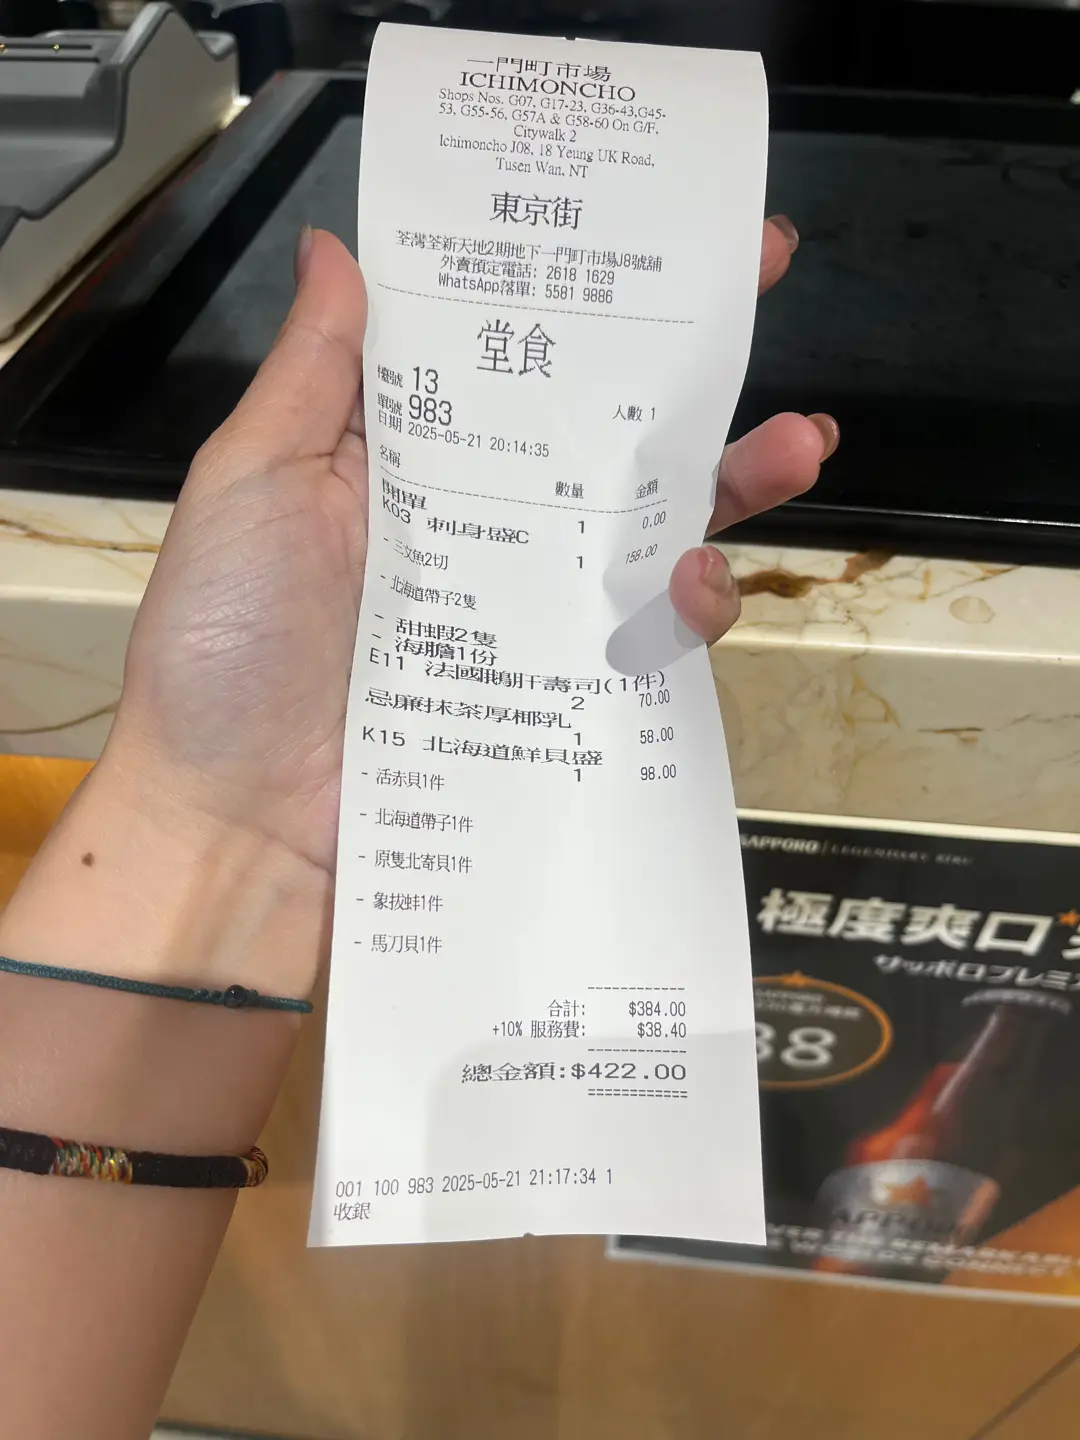 一門町市場
ICHIMONCHO
Shops Nos. G07, G17-23, G36-43,G45-
53, G55-56, G57A & G58-60 On G/F,
Citywalk 2
Ichimoncho J08, 18 Yeung UK Road,
Tusen Wan, NT
東京街
荃灣荃新天地2期地下一門町市場J8號舖
外賣預定電話: 2618 1629
WhatsApp落單: 5581 9886
堂食
檯號 13
人數 1
單號 983
日期 2025-05-21 20:14:35
名稱 數量 金額
開單 1 0.00
K03 刺身盛C 1 158.00
- 三文魚2切
- 北海道帶子2隻
- 甜蝦2隻
- 海膽1份
E11 法國鵝肝壽司(1件)
2 70.00
忌廉抹茶厚椰乳
1 58.00
K15 北海道鮮貝盛
1 98.00
- 活赤貝1件
- 北海道帶子1件
- 原隻北寄貝1件
- 象拔蚌1件
- 馬刀貝1件
合計: $384.00
+10% 服務費: $38.40
總金額:$422.00
001 100 983 2025-05-21 21:17:34 1
收銀
SAPPORO | LEGENDARY BIRU
極度爽口
サッポロプレミ
88